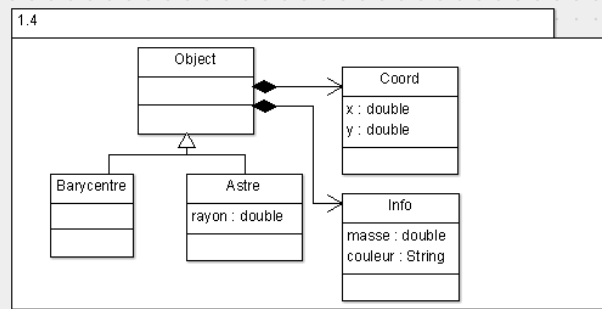 1.4
Object
Coord
x : double
y : double
Barycentre
Astre
rayon : double
Info
masse : double
couleur : String